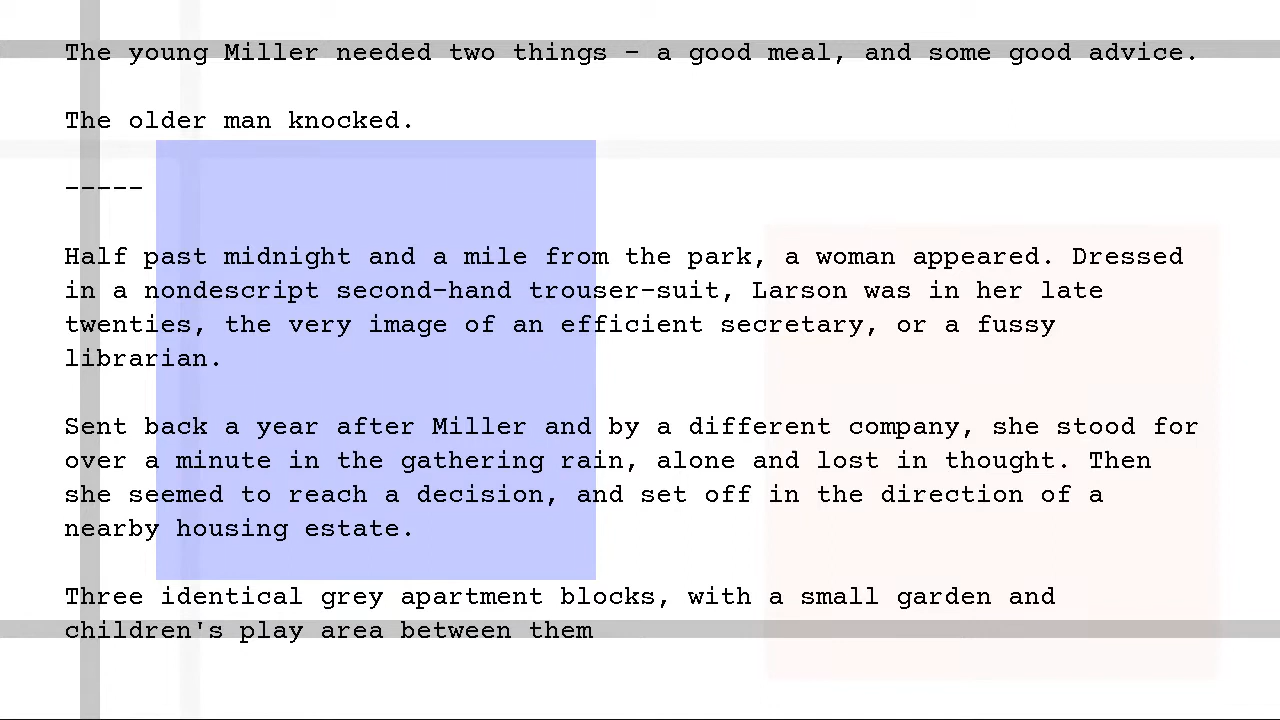 The young Miller needed two things - a good meal, and some good advice.
The older man knocked.
-----
Half past midnight and a mile from the park, a woman appeared. Dressed
in a nondescript second-hand trouser-suit, Larson was in her late
twenties, the very image of an efficient secretary, or a fussy
librarian.
Sent back a year after Miller and by a different company, she stood for
over a minute in the gathering rain, alone and lost in thought. Then
she seemed to reach a decision, and set off in the direction of a
nearby housing estate.
Three identical grey apartment blocks, with a small garden and
children's play area between them